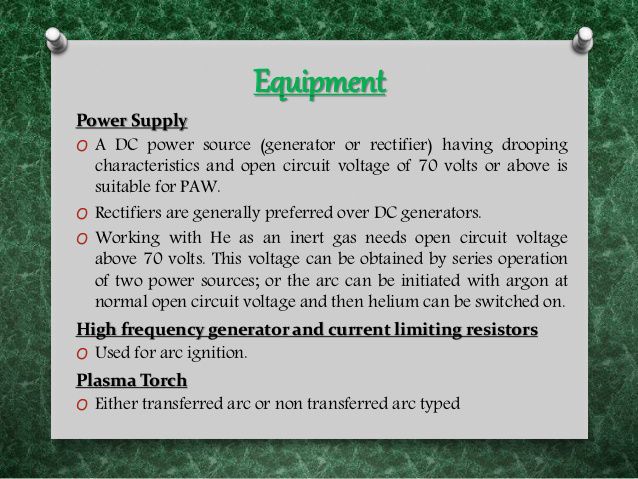 Equipment
Power Supply
O A DC power source (generator or rectifier) having drooping
characteristics and open circuit voltage of 70 volts or above is
suitable for PAW.
O Rectifiers are generally preferred over DC generators.
O Working with He as an inert gas needs open circuit voltage
above 70 volts. This voltage can be obtained by series operation
of two power sources; or the arc can be initiated with argon at
normal open circuit voltage and then helium can be switched on.
High frequency generator and current limiting resistors
O Used for arc ignition.
Plasma Torch
O Either transferred arc or non transferred arc typed